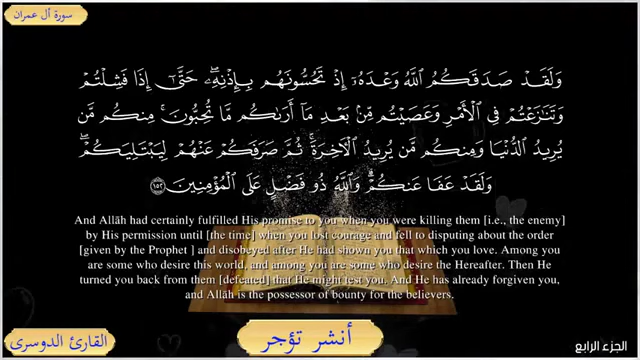 سورة آل عمران
وَلَقَدْ صَدَقَكُمُ اللَّهُ وَعْدَهُ إِذْ تَحُسُّونَهُم بِإِذْنِهِ حَتَّىٰ إِذَا فَشِلْتُمْ
وَتَنَازَعْتُمْ فِي الْأَمْرِ وَعَصَيْتُم مِّن بَعْدِ مَا أَرَاكُم مَّا تُحِبُّونَ ۚ مِنكُم مَّن
يُرِيدُ الدُّنْيَا وَمِنكُم مَّن يُرِيدُ الْآخِرَةَ ۚ ثُمَّ صَرَفَكُمْ عَنْهُمْ لِيَبْتَلِيَكُمْ ۖ
وَلَقَدْ عَفَا عَنكُمْ ۗ وَاللَّهُ ذُو فَضْلٍ عَلَى الْمُؤْمِنِينَ ١٥٢
And Allāh had certainly fulfilled His promise to you when you were killing them [i.e., the enemy]
by His permission until [the time] when you lost courage and fell to disputing about the order
[given by the Prophet ] and disobeyed after He had shown you that which you love. Among you
are some who desire this world, and among you are some who desire the Hereafter. Then He
turned you back from them [defeated] that He might test you. And He has already forgiven you,
and Allāh is the possessor of bounty for the believers.
الجزء الرابع
أنشر تؤجر
القارئ الدوسري